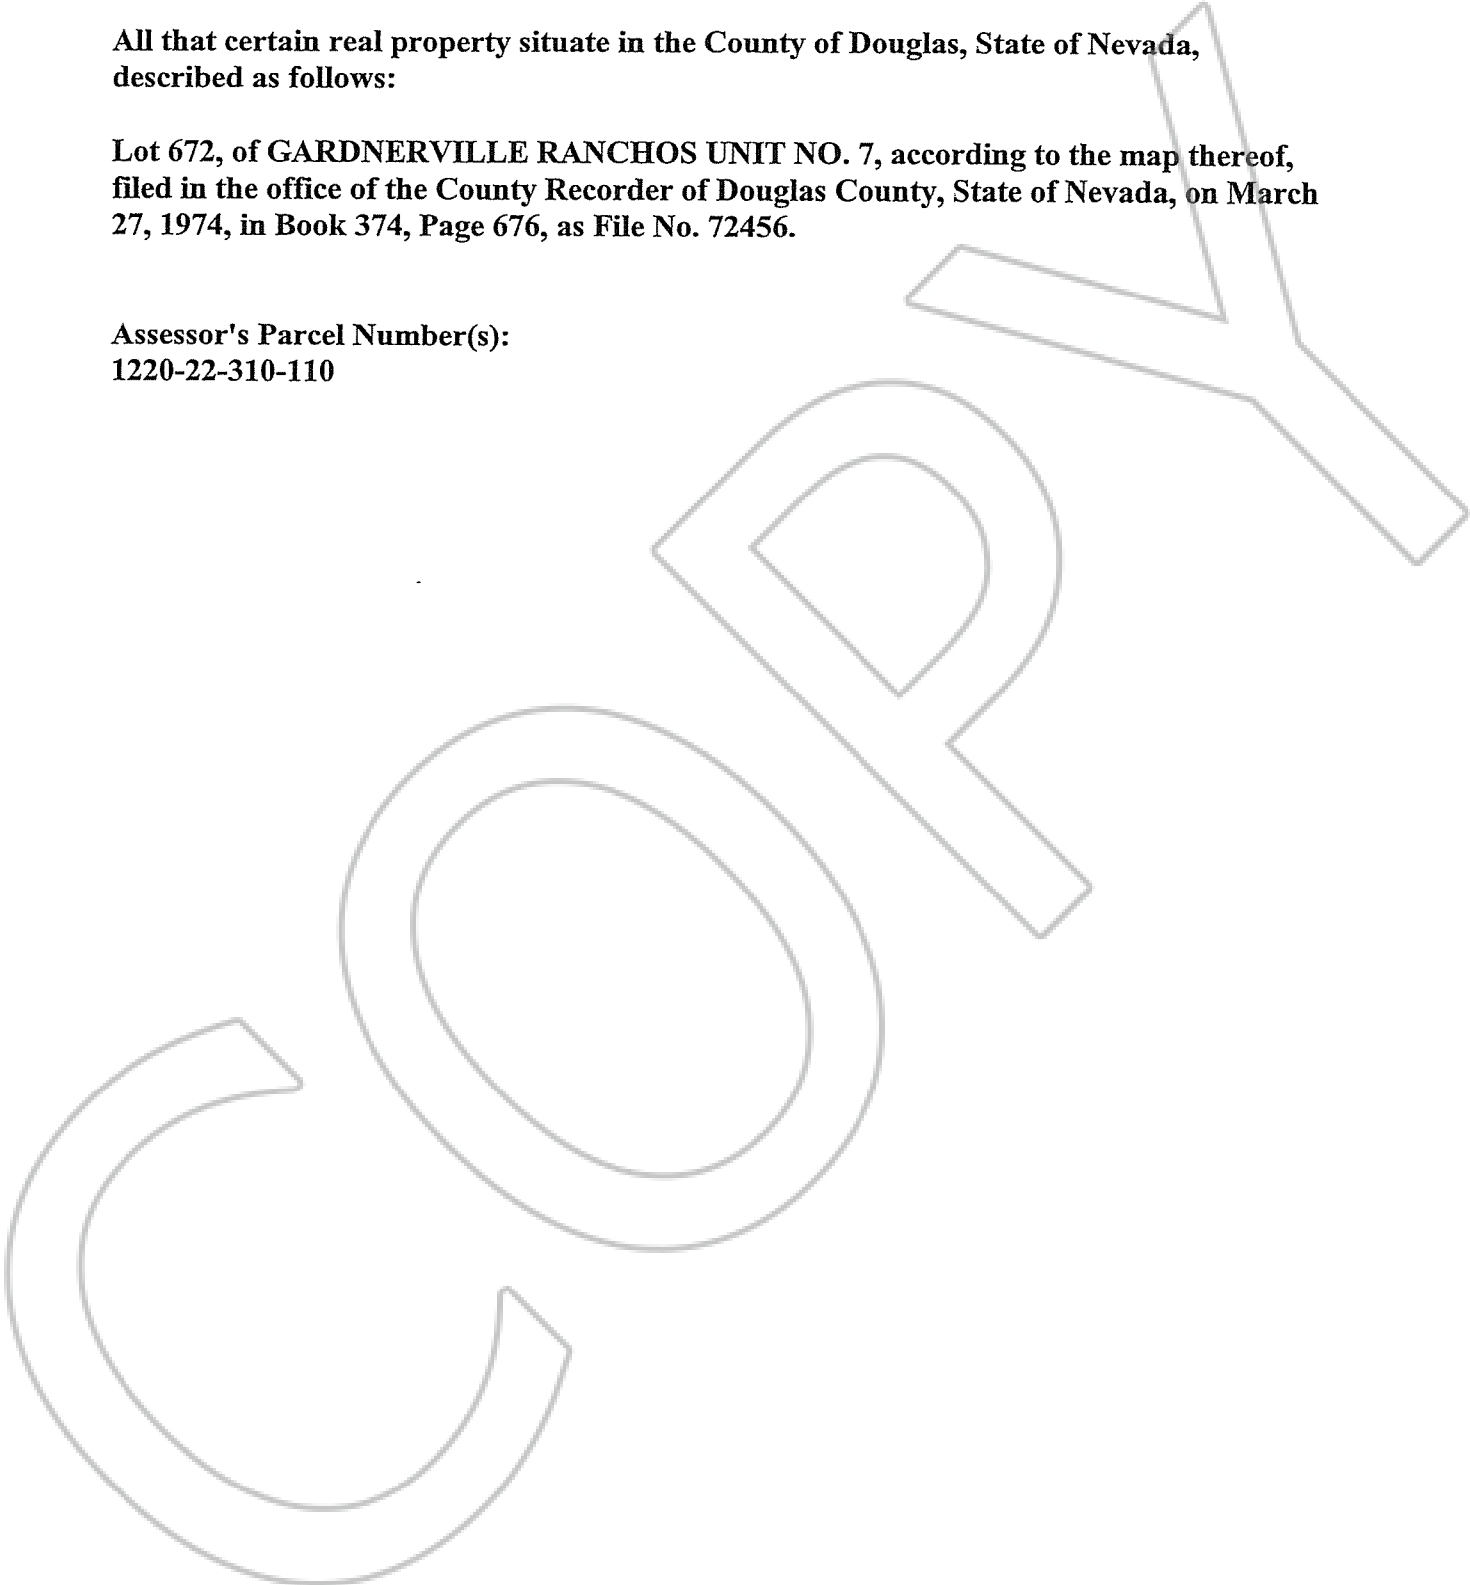 All that certain real property situate in the County of Douglas, State of Nevada,
described as follows:
Lot 672, of GARDNERVILLE RANCHOS UNIT NO. 7, according to the map thereof,
filed in the office of the County Recorder of Douglas County, State of Nevada, on March
27, 1974, in Book 374, Page 676, as File No. 72456.
Assessor's Parcel Number(s):
1220-22-310-110
COPY